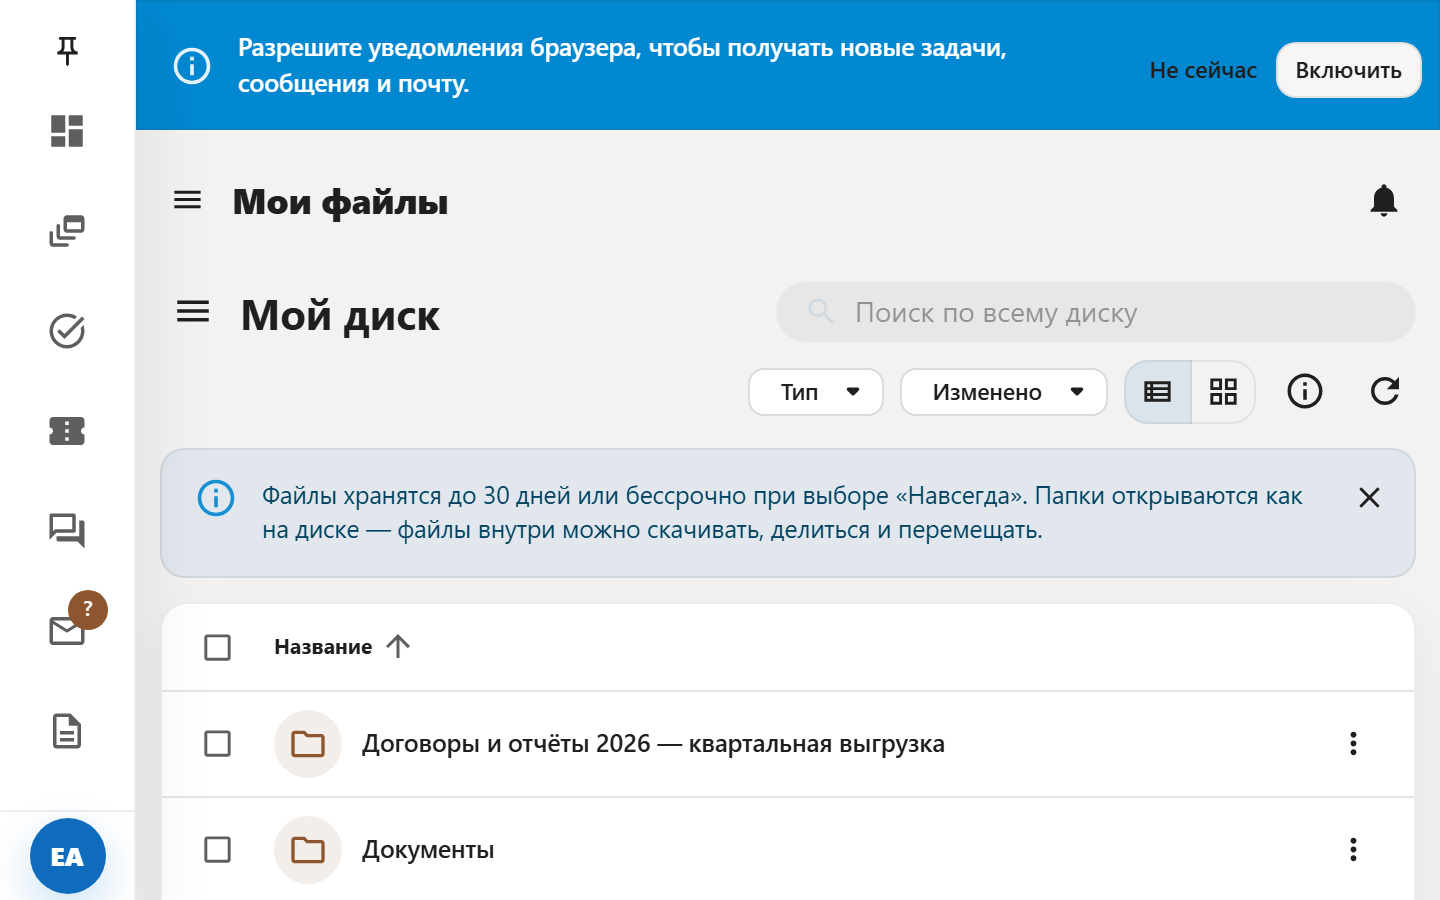 Разрешите уведомления браузера, чтобы получать новые задачи,
сообщения и почту.
Не сейчас
Включить
Мои файлы
Мой диск
Поиск по всему диску
Тип
Изменено
Файлы хранятся до 30 дней или бессрочно при выборе «Навсегда». Папки открываются как
на диске — файлы внутри можно скачивать, делиться и перемещать.
?
Название
Договоры и отчёты 2026 — квартальная выгрузка
Документы
EA